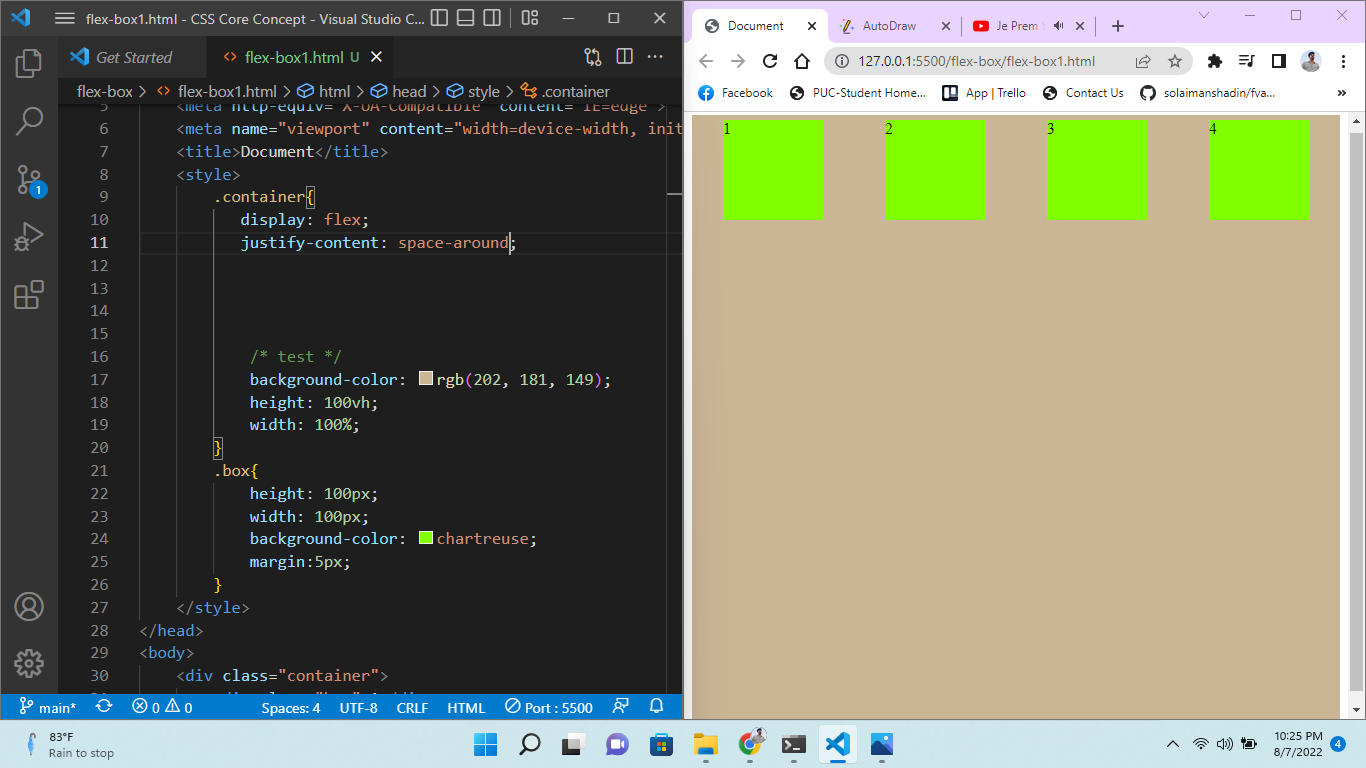 flex-box1.html - CSS Core Concept - Visual Studio C...
Get Started
flex-box1.html U
flex-box > flex-box1.html > html > head > style > .container
5 <meta http-equiv="X-UA-Compatible" content="IE=edge">
6 <meta name="viewport" content="width=device-width, init
7 <title>Document</title>
8 <style>
9 .container{
10 display: flex;
11 justify-content: space-around;
12
13
14
15
16 /* test */
17 background-color: rgb(202, 181, 149);
18 height: 100vh;
19 width: 100%;
20 }
21 .box{
22 height: 100px;
23 width: 100px;
24 background-color: chartreuse;
25 margin:5px;
26 }
27 </style>
28 </head>
29 <body>
30 <div class="container">
1
main* 0 0 Spaces: 4 UTF-8 CRLF HTML Port : 5500
Document AutoDraw Je Prem S
127.0.0.1:5500/flex-box/flex-box1.html
Facebook PUC-Student Home... App | Trello Contact Us solaimanshadin/fva... »
1 2 3 4
83°F
Rain to stop
10:25 PM
8/7/2022
4